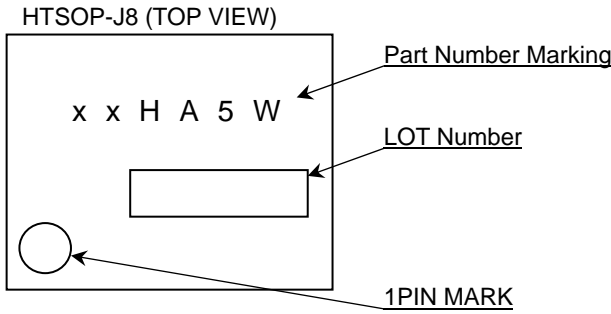 HTSOP-J8 (TOP VIEW)
Part Number Marking
x x H A 5 W
LOT Number
1PIN MARK